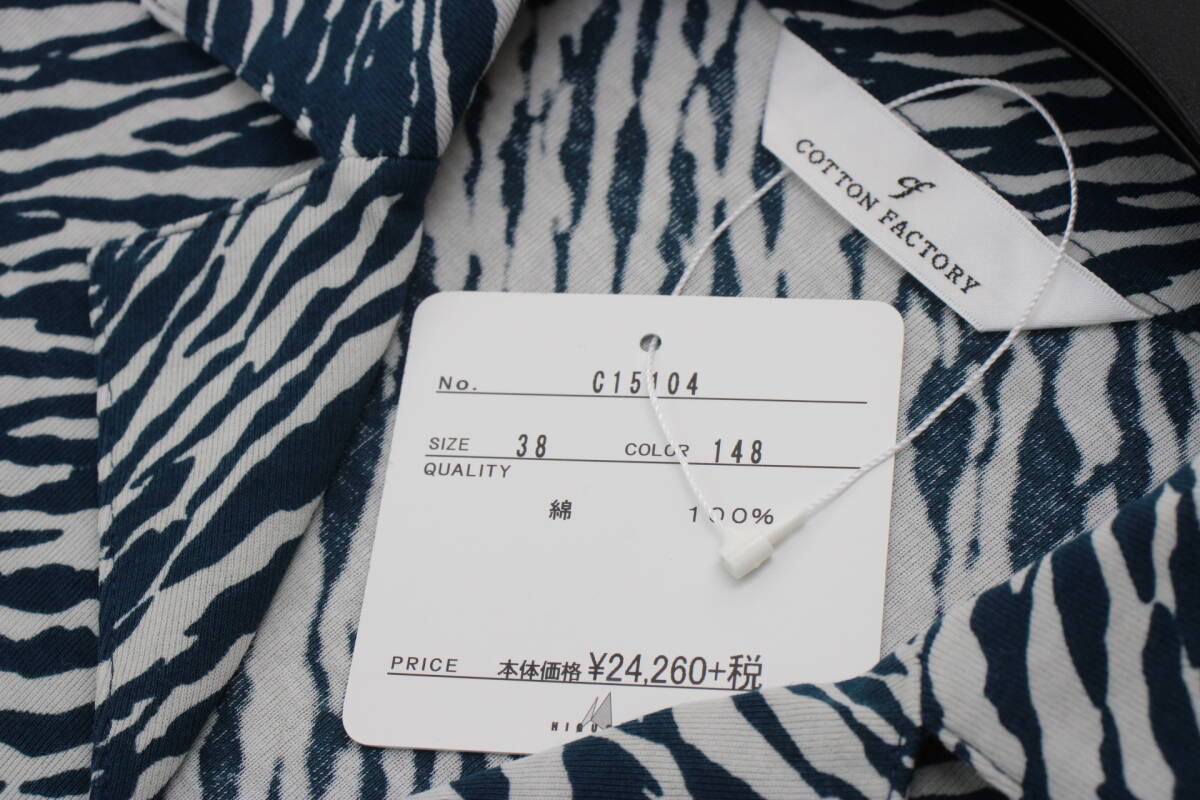 cf
COTTON FACTORY
No. C15104
SIZE 38 COLOR 148
QUALITY
綿 100%
PRICE 本体価格 ¥24,260+税